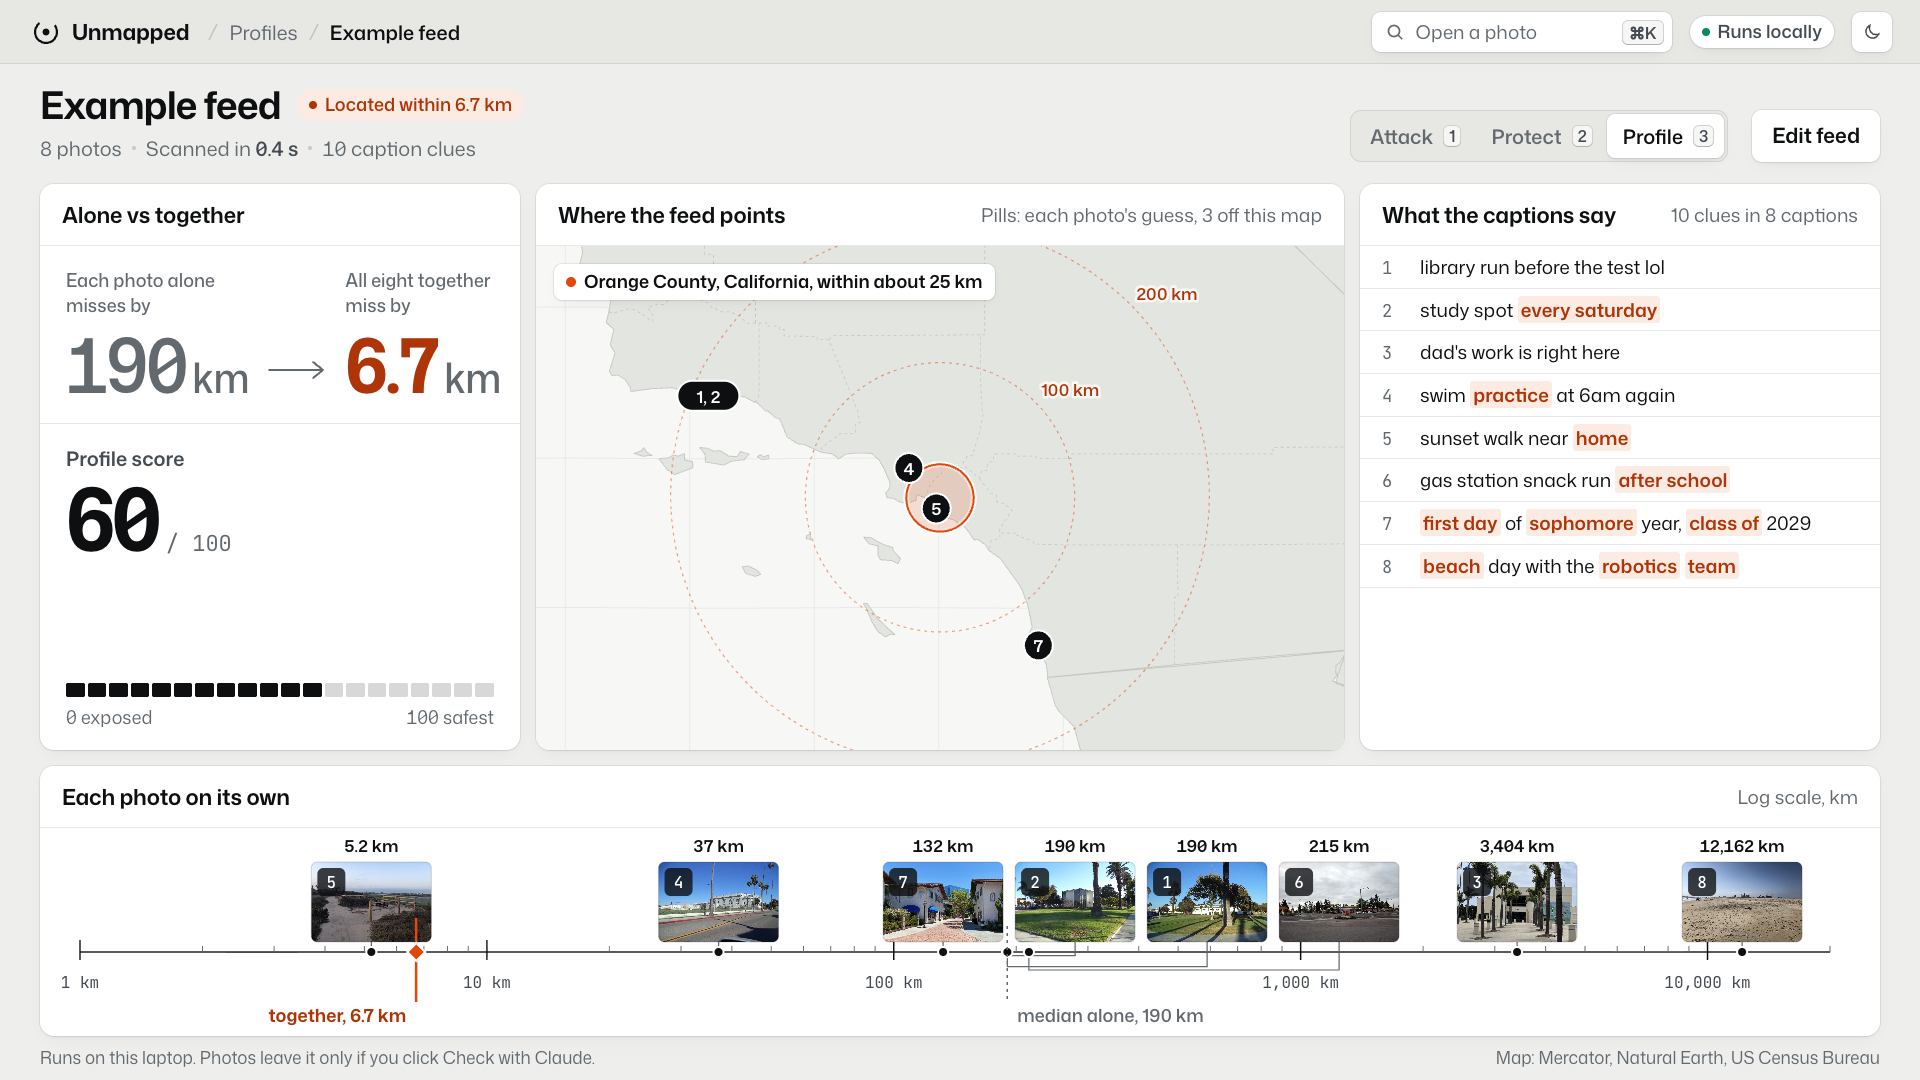 Unmapped / Profiles / Example feed
Open a photo ⌘K
Runs locally
Example feed
Located within 6.7 km
8 photos • Scanned in 0.4 s • 10 caption clues
Attack 1 Protect 2 Profile 3
Edit feed
Alone vs together
Each photo alone
misses by
190 km
All eight together
miss by
6.7 km
Profile score
60 / 100
0 exposed
100 safest
Where the feed points
Pills: each photo's guess, 3 off this map
Orange County, California, within about 25 km
200 km
100 km
1, 2
4
5
7
What the captions say
10 clues in 8 captions
1 library run before the test lol
2 study spot every saturday
3 dad's work is right here
4 swim practice at 6am again
5 sunset walk near home
6 gas station snack run after school
7 first day of sophomore year, class of 2029
8 beach day with the robotics team
Each photo on its own
Log scale, km
5.2 km
37 km
132 km
190 km
190 km
215 km
3,404 km
12,162 km
5
4
7
2
1
6
3
8
1 km
10 km
100 km
1,000 km
10,000 km
together, 6.7 km
median alone, 190 km
Runs on this laptop. Photos leave it only if you click Check with Claude.
Map: Mercator, Natural Earth, US Census Bureau